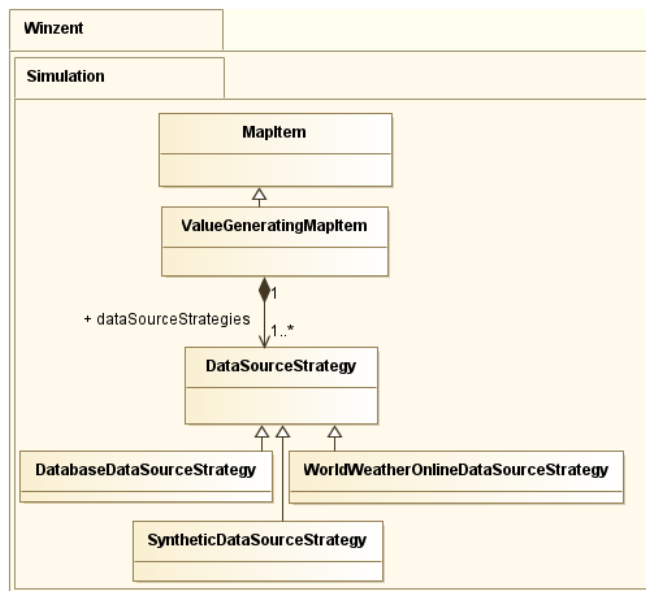 Winzent
Simulation
MapItem
ValueGeneratingMapItem
1
+ dataSourceStrategies
1..*
DataSourceStrategy
DatabaseDataSourceStrategy
WorldWeatherOnlineDataSourceStrategy
SyntheticDataSourceStrategy